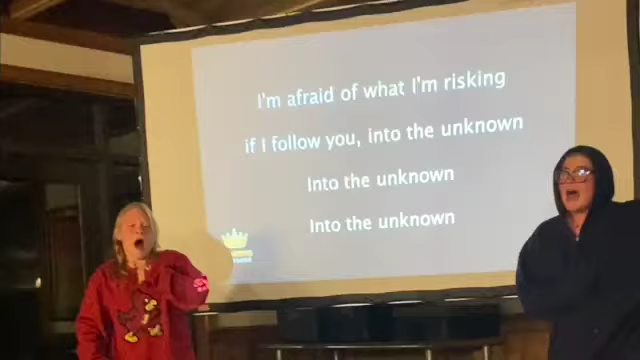 I'm afraid of what I'm risking
if I follow you, into the unknown
Into the unknown
Into the unknown